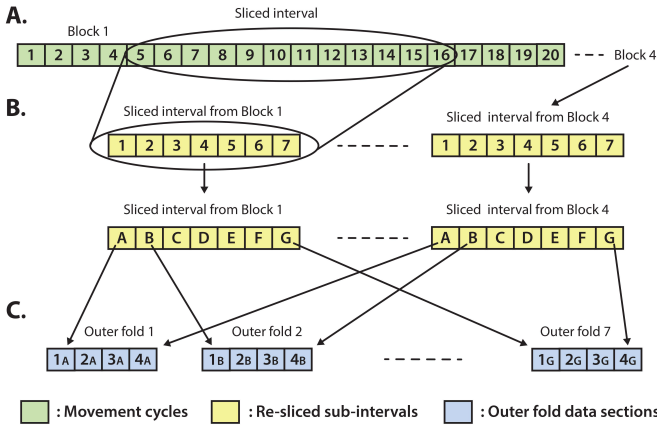 A.
Sliced interval
Block 1
1 2 3 4 5 6 7 8 9 10 11 12 13 14 15 16 17 18 19 20
Block 4
B.
Sliced interval from Block 1
Sliced interval from Block 4
1 2 3 4 5 6 7
1 2 3 4 5 6 7
Sliced interval from Block 1
Sliced interval from Block 4
A B C D E F G
A B C D E F G
C.
Outer fold 1
Outer fold 2
Outer fold 7
1A 2A 3A 4A
1B 2B 3B 4B
1G 2G 3G 4G
: Movement cycles
: Re-sliced sub-intervals
: Outer fold data sections